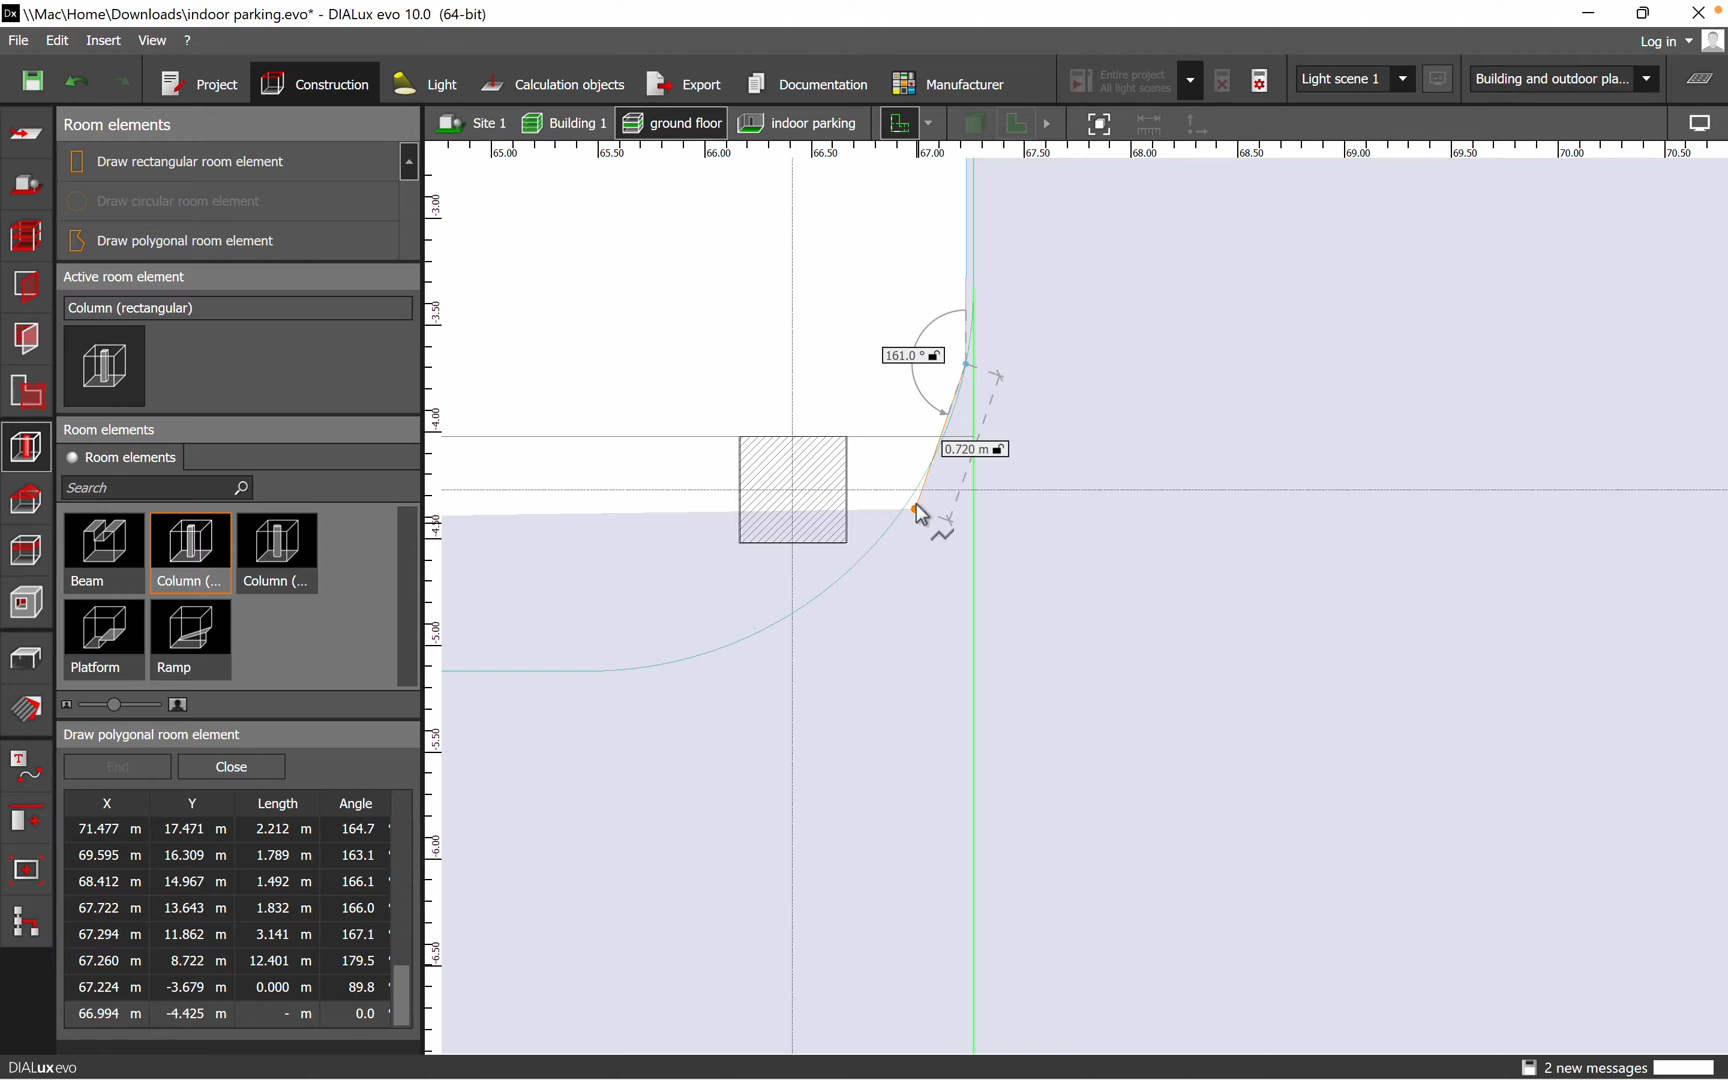 Dx \\Mac\Home\Downloads\indoor parking.evo* - DIALux evo 10.0 (64-bit)
File Edit Insert View ?
Log in
Project Construction Light Calculation objects Export Documentation Manufacturer
Entire project
All light scenes
Light scene 1
Building and outdoor pla...
Room elements
Site 1 Building 1 ground floor indoor parking
65.00 65.50 66.00 66.50 67.00 67.50 68.00 68.50 69.00 69.50 70.00 70.50
Draw rectangular room element
Draw circular room element
Draw polygonal room element
-3.00
-3.50
-4.00
-4.50
-5.00
-5.50
-6.00
-6.50
161.0 °
0.720 m
Active room element
Column (rectangular)
Room elements
Room elements
Search
Beam Column (... Column (...
Platform Ramp
Draw polygonal room element
End Close
X Y Length Angle
71.477 m 17.471 m 2.212 m 164.7 °
69.595 m 16.309 m 1.789 m 163.1 °
68.412 m 14.967 m 1.492 m 166.1 °
67.722 m 13.643 m 1.832 m 166.0 °
67.294 m 11.862 m 3.141 m 167.1 °
67.260 m 8.722 m 12.401 m 179.5 °
67.224 m -3.679 m 0.000 m 89.8 °
66.994 m -4.425 m - m 0.0 °
DIALux evo
2 new messages